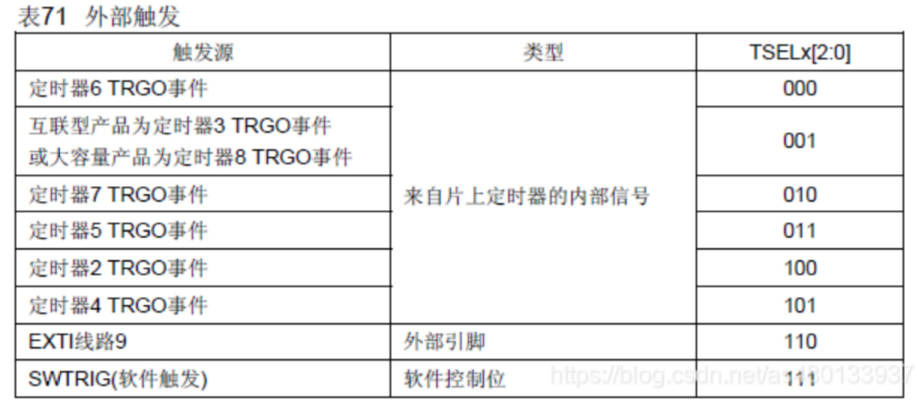 表71 外部触发
触发源 类型 TSELx[2:0]
定时器6 TRGO事件 000
互联型产品为定时器3 TRGO事件
或大容量产品为定时器8 TRGO事件 001
定时器7 TRGO事件 010
来自片上定时器的内部信号
定时器5 TRGO事件 011
定时器2 TRGO事件 100
定时器4 TRGO事件 101
EXTI线路9 外部引脚 110
SWTRIG(软件触发) 软件控制位 111